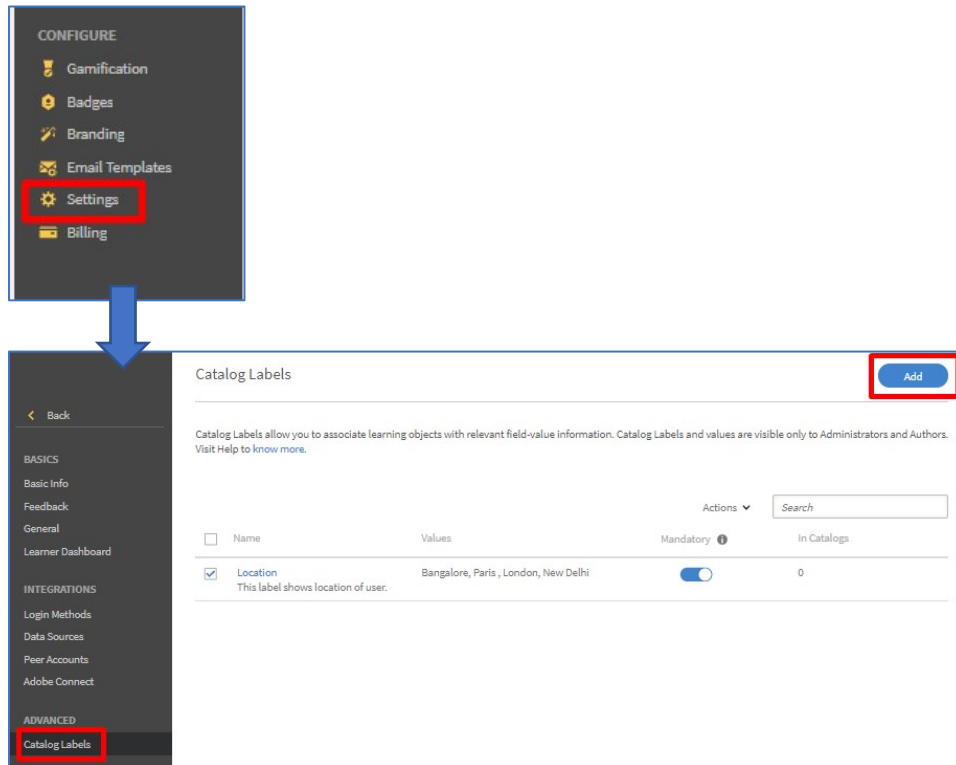 CONFIGURE
Gamification
Badges
Branding
Email Templates
Settings
Billing
Catalog Labels
Add
Back
Catalog Labels allow you to associate learning objects with relevant field-value information. Catalog Labels and values are visible only to Administrators and Authors.
Visit Help to know more.
BASICS
Basic Info
Feedback
General
Learner Dashboard
Actions
Search
Name Values Mandatory In Catalogs
Location Bangalore, Paris , London, New Delhi 0
This label shows location of user.
INTEGRATIONS
Login Methods
Data Sources
Peer Accounts
Adobe Connect
ADVANCED
Catalog Labels